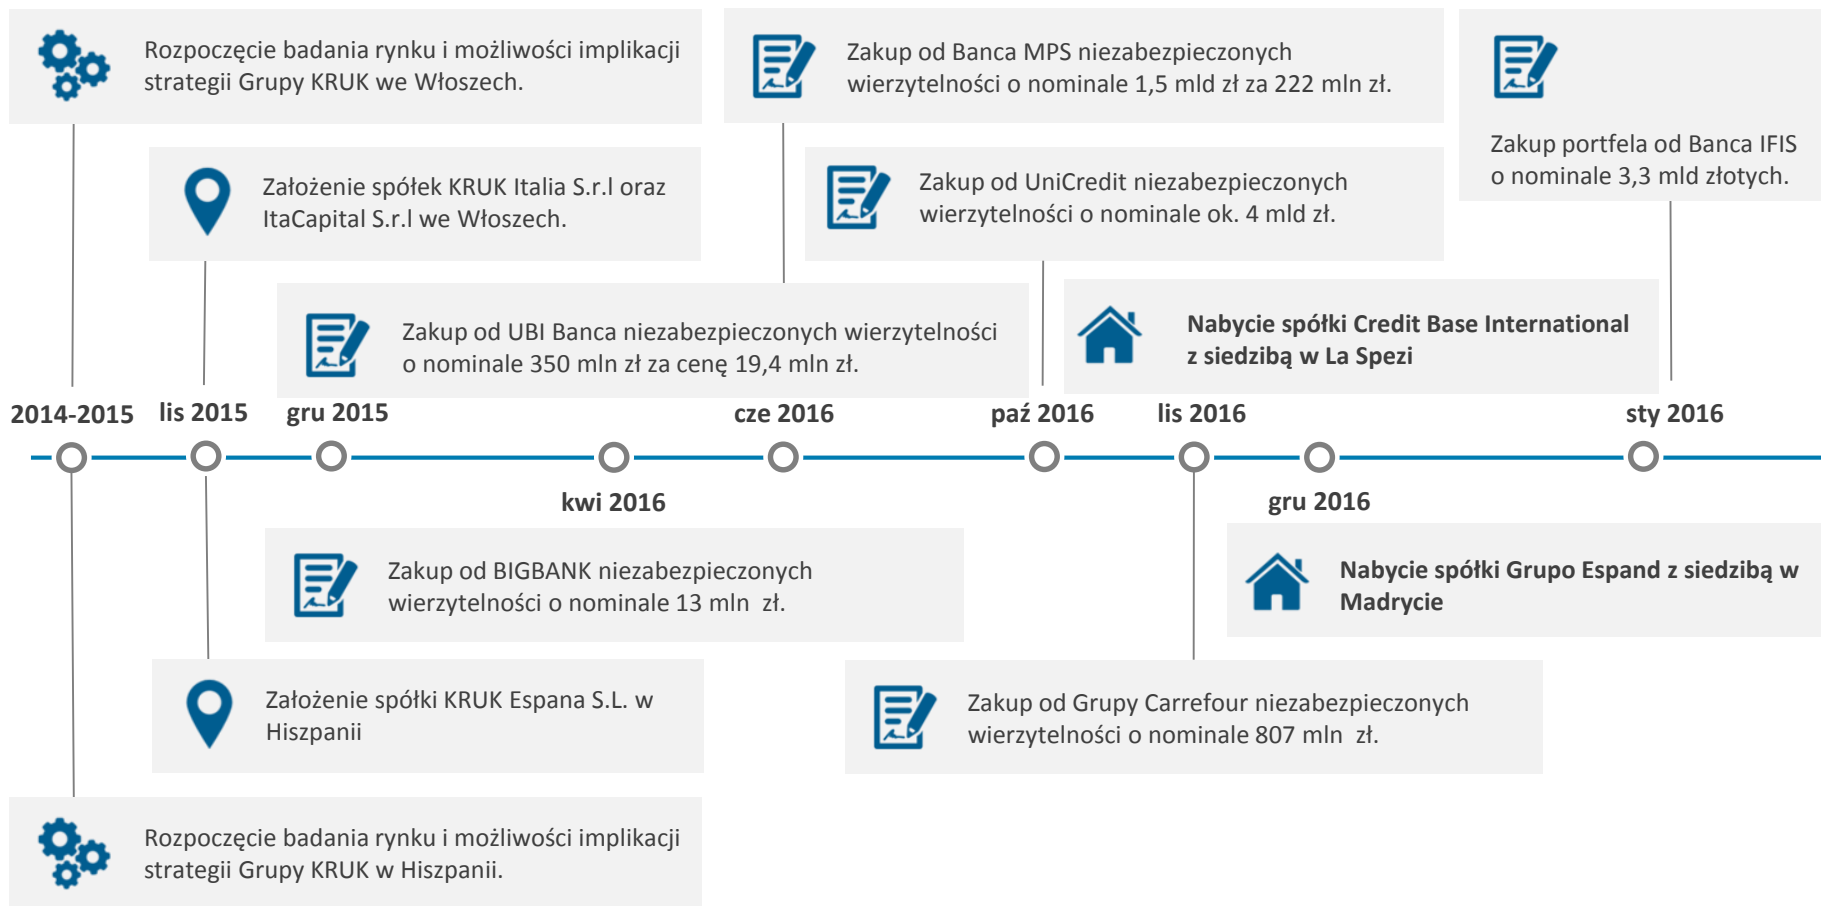 Rozpoczęcie badania rynku i możliwości implikacji
strategii Grupy KRUK we Włoszech.
Zakup od Banca MPS niezabezpieczonych
wierzytelności o nominale 1,5 mld zł za 222 mln zł.
Zakup portfela od Banca IFIS
o nominale 3,3 mld złotych.
Założenie spółek KRUK Italia S.r.l oraz
ItaCapital S.r.l we Włoszech.
Zakup od UniCredit niezabezpieczonych
wierzytelności o nominale ok. 4 mld zł.
Zakup od UBI Banca niezabezpieczonych wierzytelności
o nominale 350 mln zł za cenę 19,4 mln zł.
Nabycie spółki Credit Base International
z siedzibą w La Spezi
2014-2015
lis 2015
gru 2015
cze 2016
paź 2016
lis 2016
sty 2016
kwi 2016
gru 2016
Zakup od BIGBANK niezabezpieczonych
wierzytelności o nominale 13 mln  zł.
Nabycie spółki Grupo Espand z siedzibą w
Madrycie
Założenie spółki KRUK Espana S.L. w
Hiszpanii
Zakup od Grupy Carrefour niezabezpieczonych
wierzytelności o nominale 807 mln  zł.
Rozpoczęcie badania rynku i możliwości implikacji
strategii Grupy KRUK w Hiszpanii.